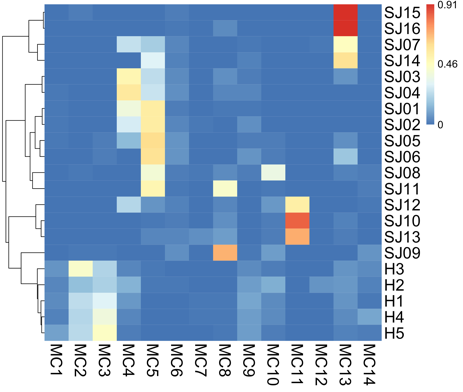 SJ15
SJ16
SJ07
SJ14
SJ03
SJ04
SJ01
SJ02
SJ05
SJ06
SJ08
SJ11
SJ12
SJ10
SJ13
SJ09
H3
H2
H1
H4
H5
0.91
0.46
0
MC1
MC2
MC3
MC4
MC5
MC6
MC7
MC8
MC9
MC10
MC11
MC12
MC13
MC14